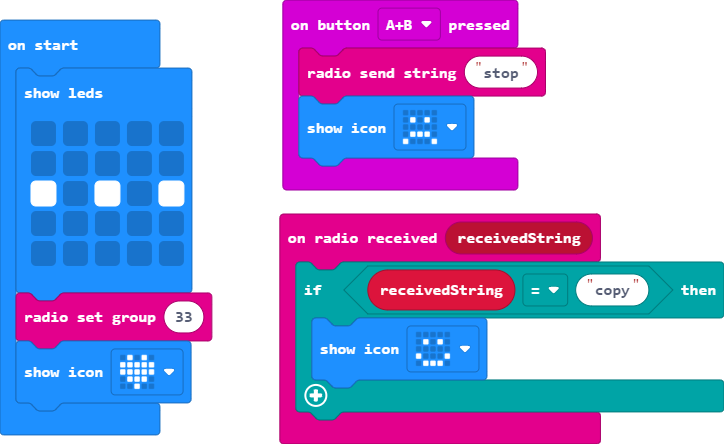 on start
show leds
radio set group 33
show icon
on button A+B pressed
radio send string "stop"
show icon
on radio received receivedString
if receivedString = "copy" then
show icon